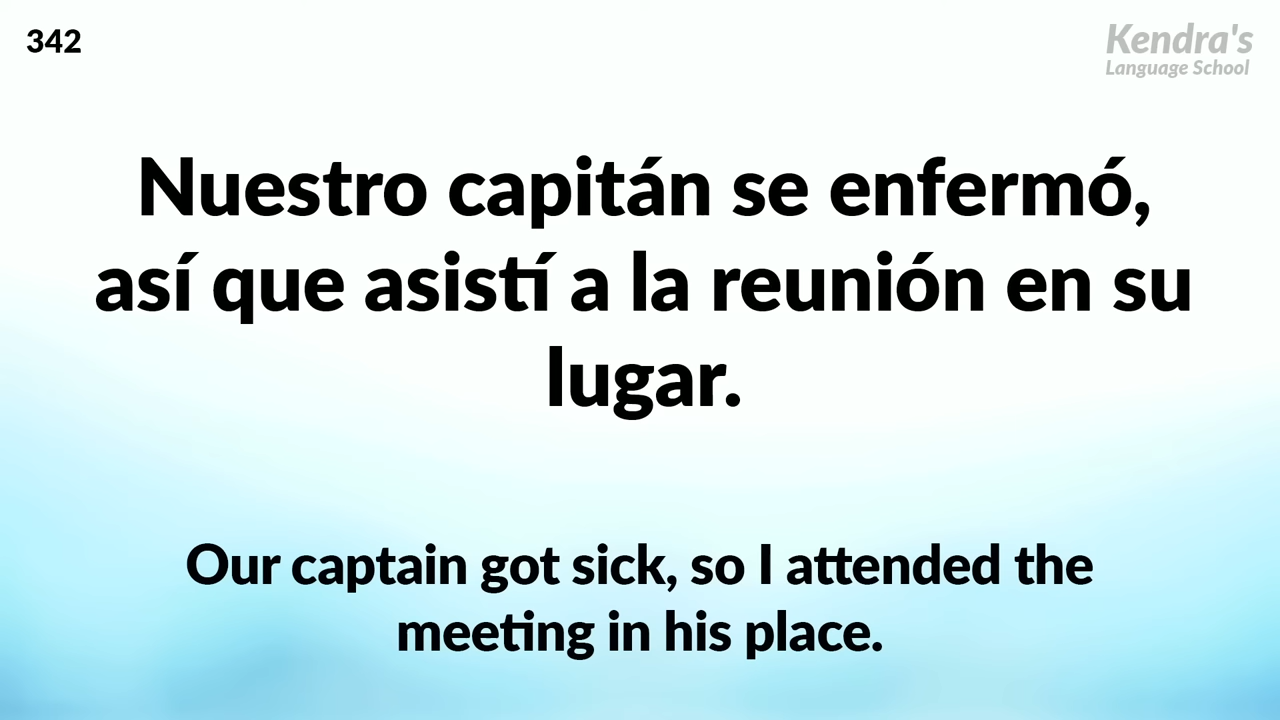 342
Kendra's
Language School
Nuestro capitán se enfermó,
así que asistí a la reunión en su
lugar.
Our captain got sick, so I attended the
meeting in his place.